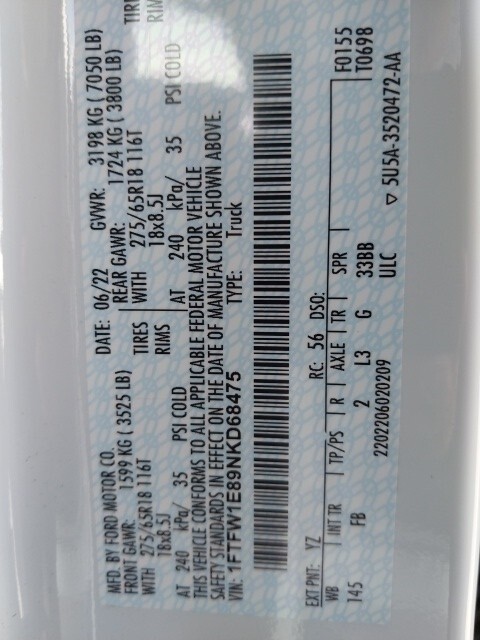 MFD. BY FORD MOTOR CO. DATE: 06/22 GVWR: 3198 KG ( 7050 LB)
FRONT GAWR: 1599 KG ( 3525 LB) REAR GAWR: 1724 KG ( 3800 LB)
WITH 275/65R18 116T TIRES WITH 275/65R18 116T TIRE
18x8.5J RIMS 18x8.5J RIM
AT 240 kPa/ 35 PSI COLD AT 240 kPa/ 35 PSI COLD
THIS VEHICLE CONFORMS TO ALL APPLICABLE FEDERAL MOTOR VEHICLE
SAFETY STANDARDS IN EFFECT ON THE DATE OF MANUFACTURE SHOWN ABOVE.
VIN: 1FTFW1E89NKD68475 TYPE: Truck
F0155
EXT PNT: YZ RC: 56 DSO: T0698
WB INT TR TP/PS R AXLE TR SPR
145 FB 2 L3 G 33BB
2202206020209 ULC ▽ 5U5A-3520472-AA